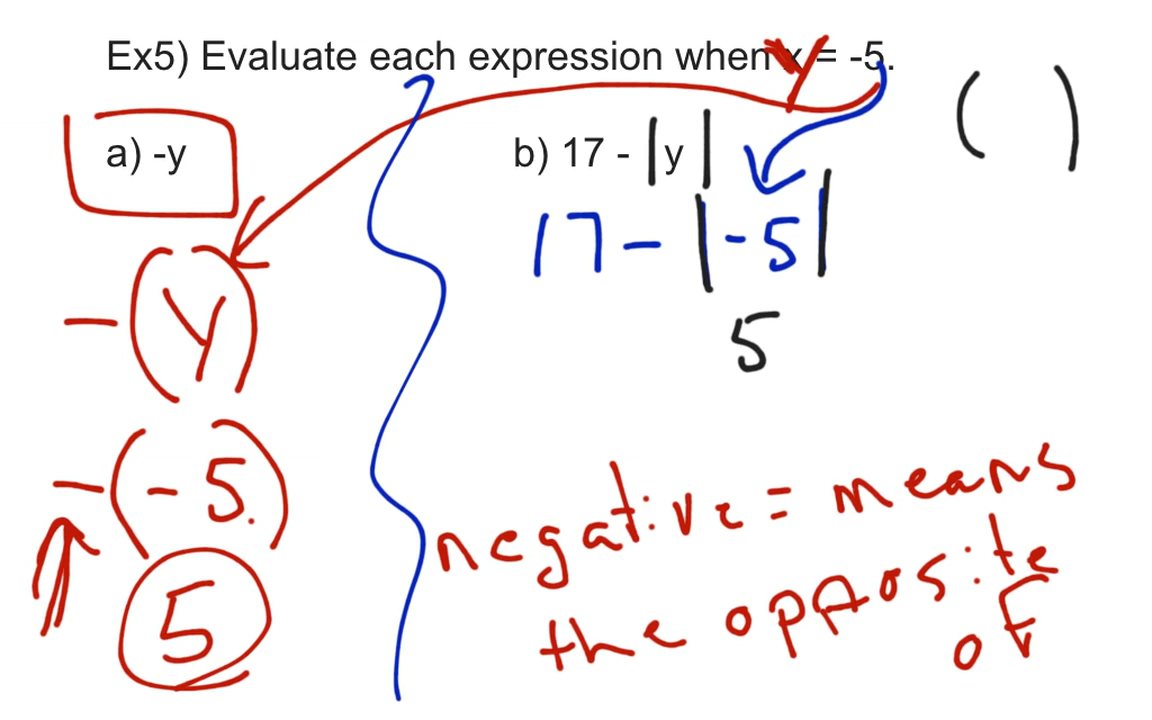 Ex5) Evaluate each expression when y = -5.
( )
a) -y
b) 17 - |y|
-(y)
17 - |-5|
5
-(-5.)
5
negative = means
the opposite
of